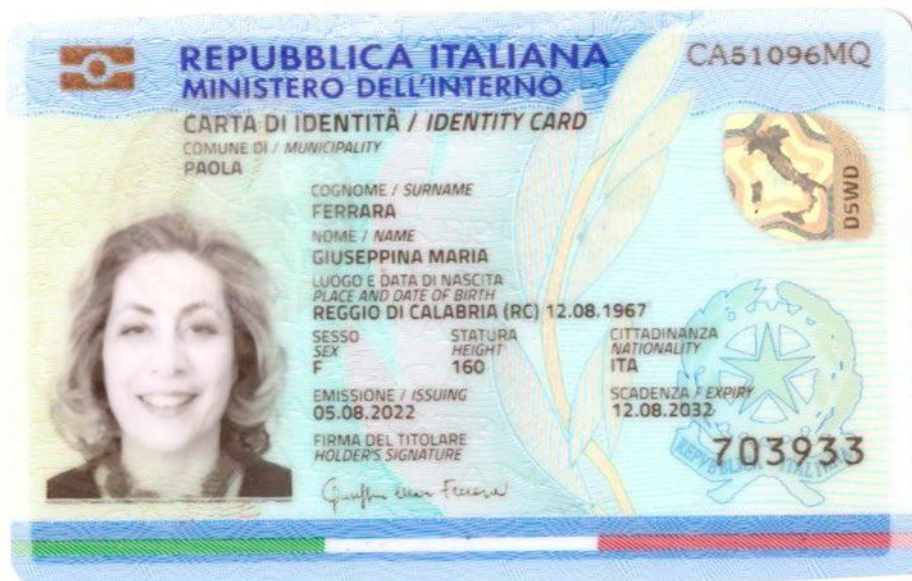 REPUBBLICA ITALIANA
CA51096MQ
MINISTERO DELL'INTERNO
CARTA DI IDENTITÀ / IDENTITY CARD
COMUNE DI / MUNICIPALITY
PAOLA
DSWD
COGNOME / SURNAME
FERRARA
NOME / NAME
GIUSEPPINA MARIA
LUOGO E DATA DI NASCITA
PLACE AND DATE OF BIRTH
REGGIO DI CALABRIA (RC) 12.08.1967
SESSO STATURA CITTADINANZA
SEX HEIGHT NATIONALITY
F 160 ITA
EMISSIONE / ISSUING SCADENZA / EXPIRY
05.08.2022 12.08.2032
FIRMA DEL TITOLARE
HOLDER'S SIGNATURE
703933
REPVBBLICA ITALIANA